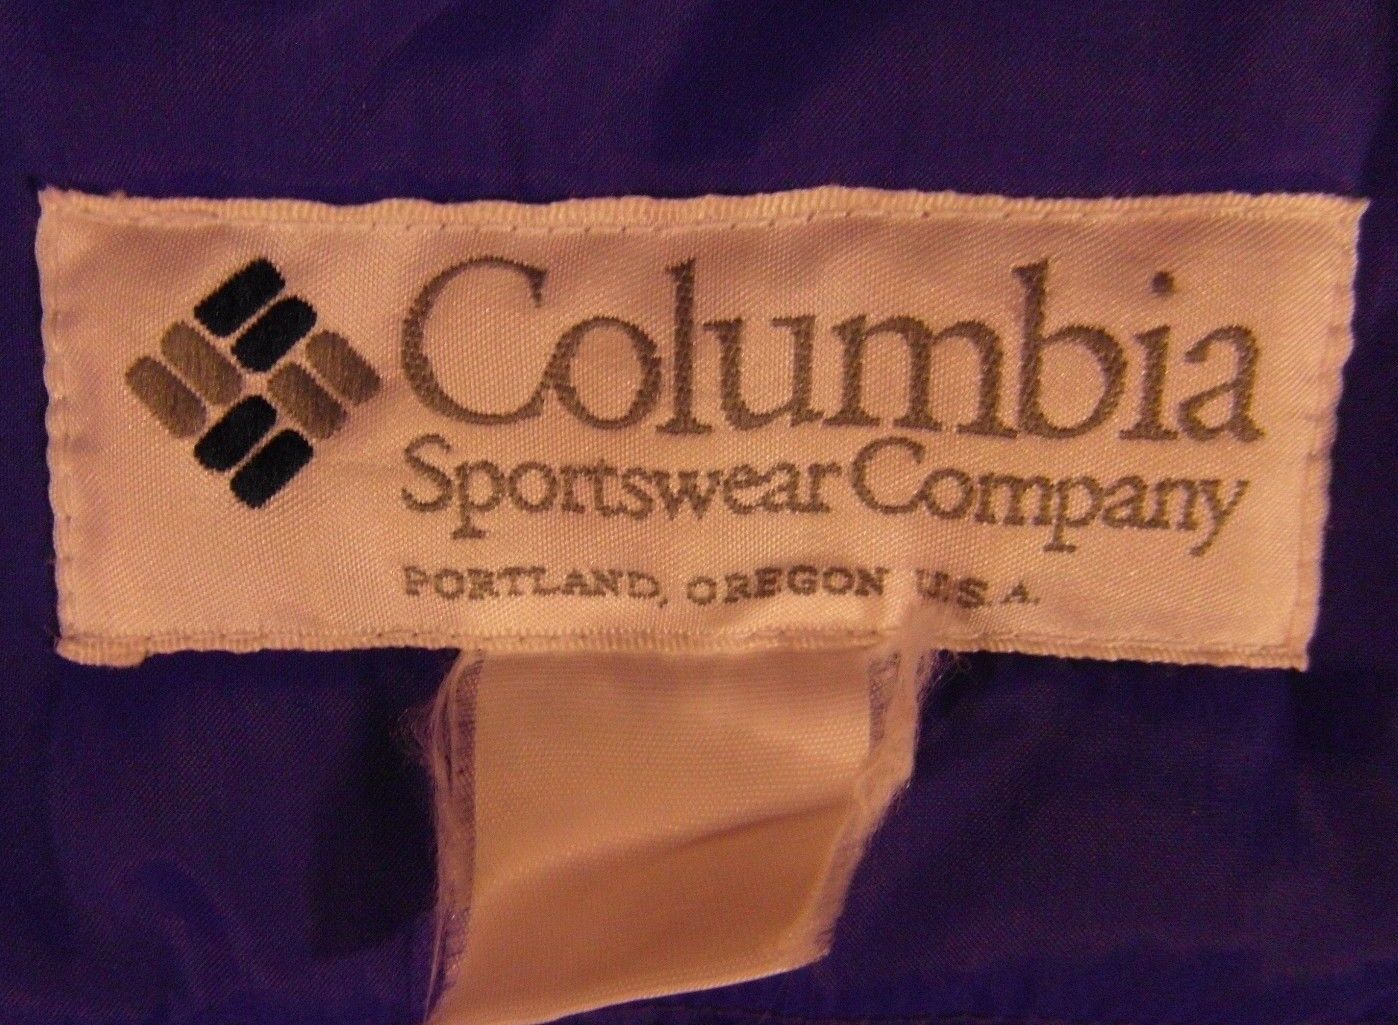 Columbia
Sportswear Company
PORTLAND, OREGON U.S.A.